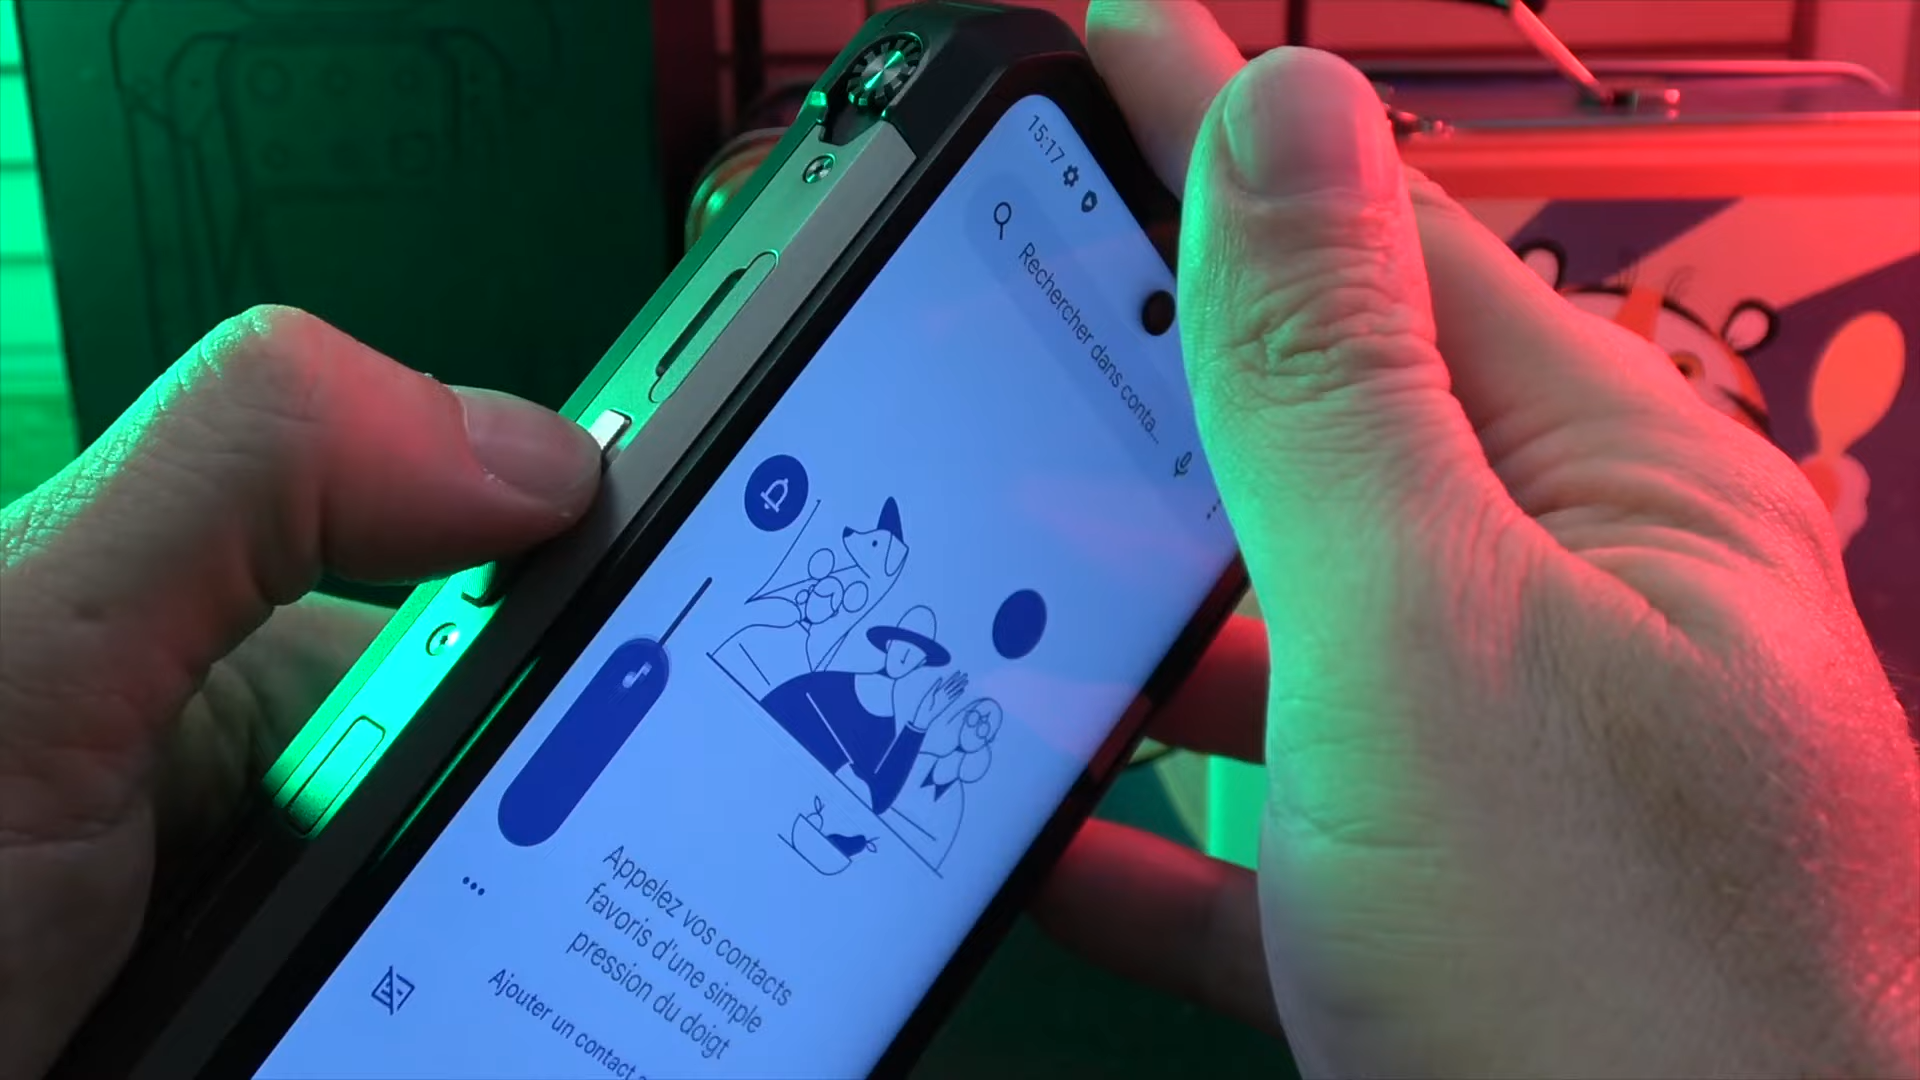 15:17
Rechercher dans conta...
Appelez vos contacts
favoris d'une simple
pression du doigt
Ajouter un contact